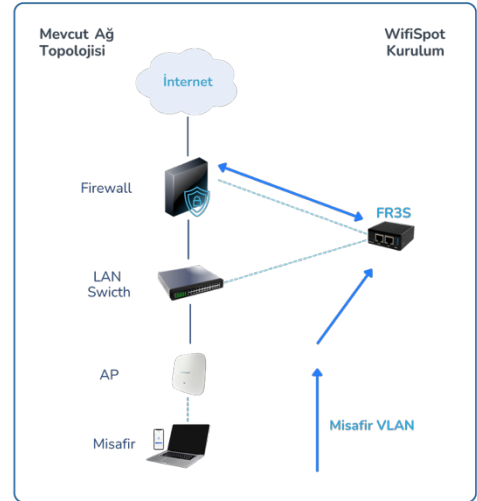 Mevcut Ağ
Topolojisi
WifiSpot
Kurulum
İnternet
Firewall
FR3S
LAN
Swicth
AP
Misafir VLAN
Misafir